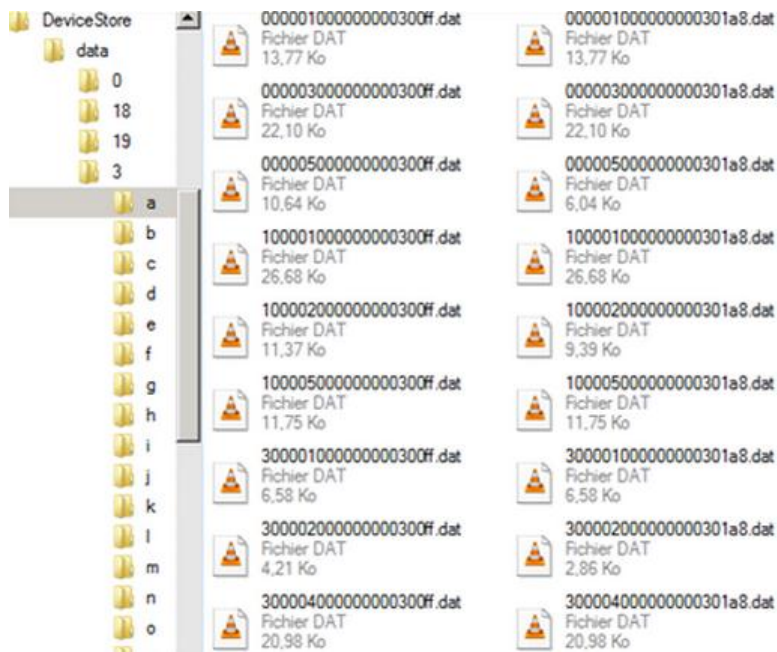 DeviceStore
data
0
18
19
3
a
b
c
d
e
f
g
h
i
j
k
l
m
n
o
000001000000000300ff.dat
Fichier DAT
13,77 Ko
000003000000000300ff.dat
Fichier DAT
22,10 Ko
000005000000000300ff.dat
Fichier DAT
10,64 Ko
100001000000000300ff.dat
Fichier DAT
26,68 Ko
100002000000000300ff.dat
Fichier DAT
11,37 Ko
100005000000000300ff.dat
Fichier DAT
11,75 Ko
300001000000000300ff.dat
Fichier DAT
6,58 Ko
300002000000000300ff.dat
Fichier DAT
4,21 Ko
300004000000000300ff.dat
Fichier DAT
20,98 Ko
000001000000000301a8.dat
Fichier DAT
13,77 Ko
000003000000000301a8.dat
Fichier DAT
22,10 Ko
000005000000000301a8.dat
Fichier DAT
6,04 Ko
100001000000000301a8.dat
Fichier DAT
26,68 Ko
100002000000000301a8.dat
Fichier DAT
9,39 Ko
100005000000000301a8.dat
Fichier DAT
11,75 Ko
300001000000000301a8.dat
Fichier DAT
6,58 Ko
300002000000000301a8.dat
Fichier DAT
2,86 Ko
300004000000000301a8.dat
Fichier DAT
20,98 Ko